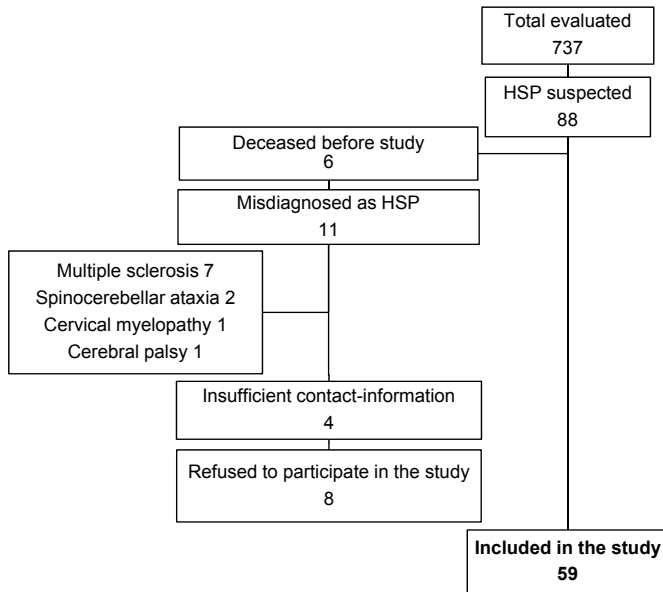 Total evaluated
737
HSP suspected
88
Deceased before study
6
Misdiagnosed as HSP
11
Multiple sclerosis 7
Spinocerebellar ataxia 2
Cervical myelopathy 1
Cerebral palsy 1
Insufficient contact-information
4
Refused to participate in the study
8
Included in the study
59